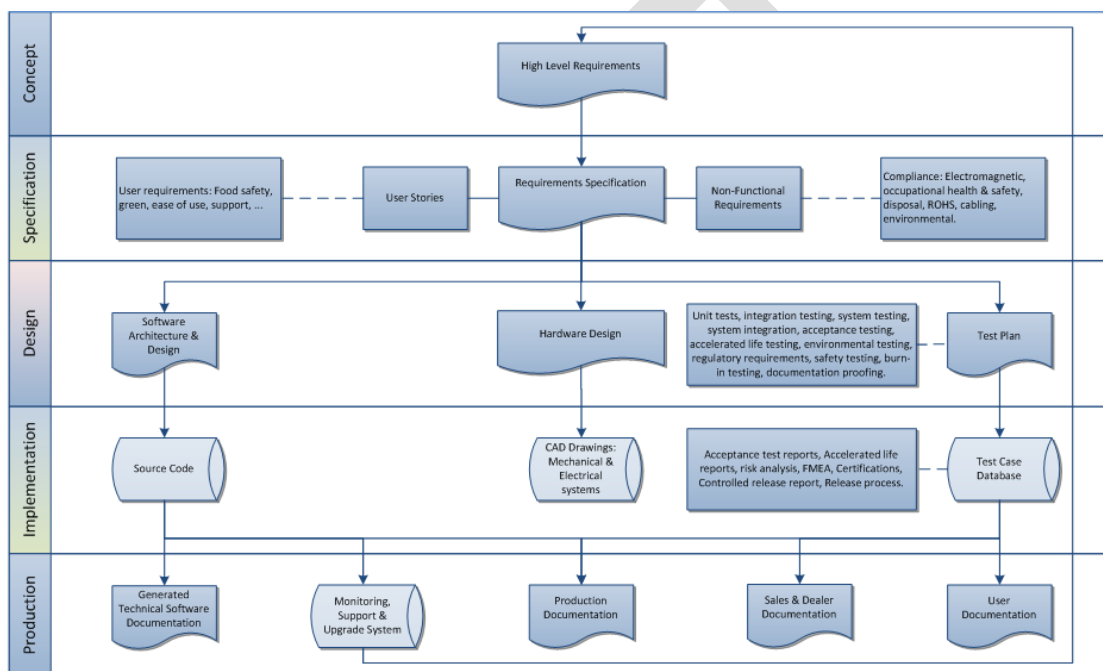 Concept
High Level Requirements
Specification
User requirements: Food safety,
green, ease of use, support, ...
User Stories
Requirements Specification
Non-Functional
Requirements
Compliance: Electromagnetic,
occupational health & safety,
disposal, ROHS, cabling,
environmental.
Design
Software
Architecture &
Design
Hardware Design
Unit tests, integration testing, system testing,
system integration, acceptance testing,
accelerated life testing, environmental testing,
regulatory requirements, safety testing, burn-
in testing, documentation proofing.
Test Plan
Implementation
Source Code
CAD Drawings:
Mechanical &
Electrical
systems
Acceptance test reports, Accelerated life
reports, risk analysis, FMEA, Certifications,
Controlled release report, Release process.
Test Case
Database
Production
Generated
Technical Software
Documentation
Monitoring,
Support &
Upgrade System
Production
Documentation
Sales & Dealer
Documentation
User
Documentation